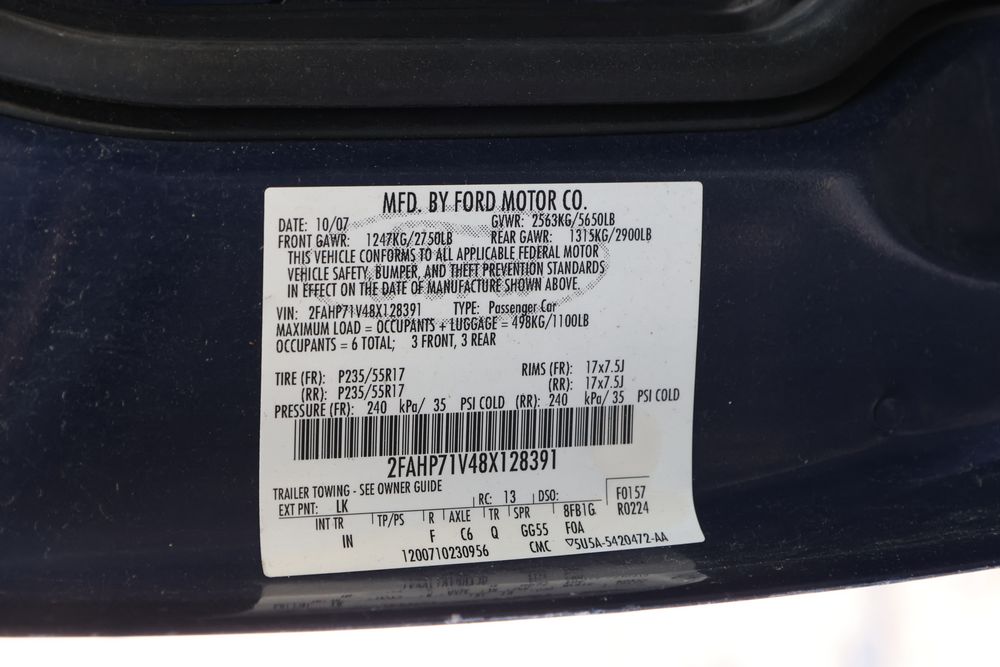 MFD. BY FORD MOTOR CO.
DATE: 10/07 GVWR: 2563KG/5650LB
FRONT GAWR: 1247KG/2750LB REAR GAWR: 1315KG/2900LB
THIS VEHICLE CONFORMS TO ALL APPLICABLE FEDERAL MOTOR
VEHICLE SAFETY, BUMPER, AND THEFT PREVENTION STANDARDS
IN EFFECT ON THE DATE OF MANUFACTURE SHOWN ABOVE.
VIN: 2FAHP71V48X128391 TYPE: Passenger Car
MAXIMUM LOAD = OCCUPANTS + LUGGAGE = 498KG/1100LB
OCCUPANTS = 6 TOTAL; 3 FRONT, 3 REAR
TIRE (FR): P235/55R17 RIMS (FR): 17x7.5J
(RR): P235/55R17 (RR): 17x7.5J
PRESSURE (FR): 240 kPa/ 35 PSI COLD (RR): 240 kPa/ 35 PSI COLD
2FAHP71V48X128391
TRAILER TOWING - SEE OWNER GUIDE
EXT PNT: LK RC: 13 DSO: F0157
INT TR TP/PS R AXLE TR SPR 8FB1G R0224
IN F C6 Q GG55 F0A
1200710230956 CMC ▽5U5A-5420472-AA